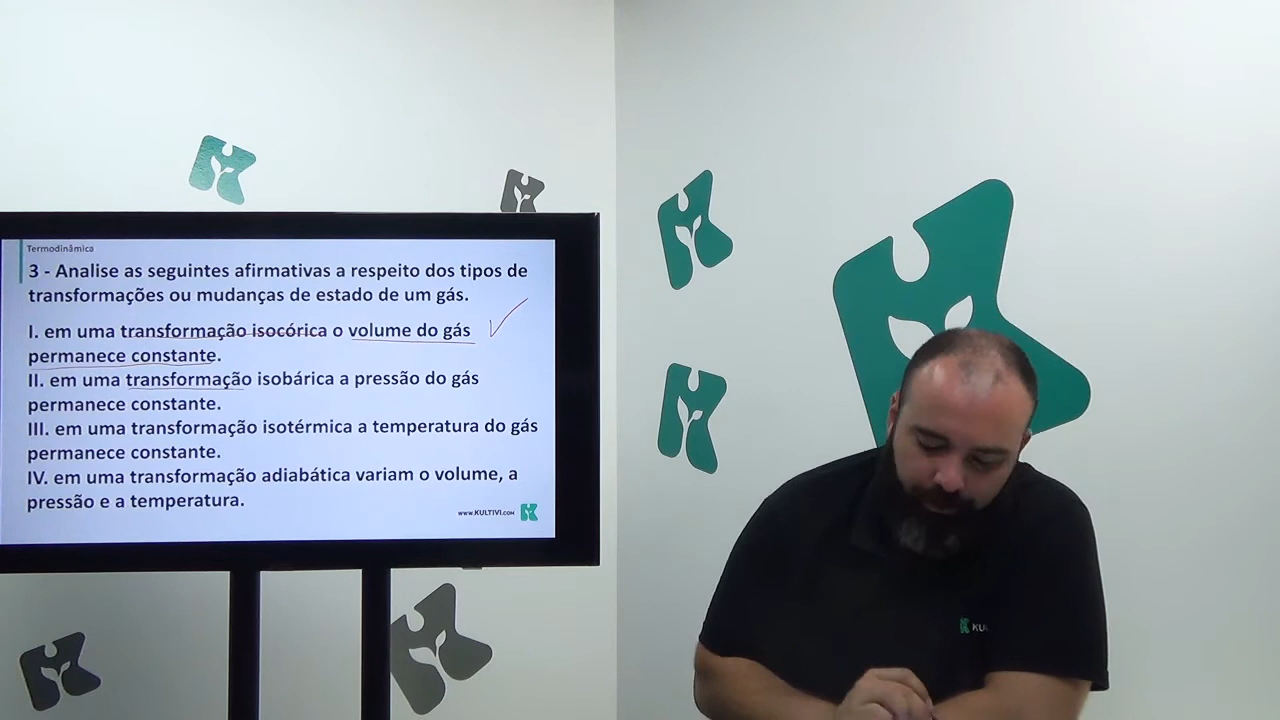 Termodinâmica
3 - Analise as seguintes afirmativas a respeito dos tipos de
transformações ou mudanças de estado de um gás.
I. em uma transformação isocórica o volume do gás
permanece constante.
II. em uma transformação isobárica a pressão do gás
permanece constante.
III. em uma transformação isotérmica a temperatura do gás
permanece constante.
IV. em uma transformação adiabática variam o volume, a
pressão e a temperatura.
www.KULTIVI.COM